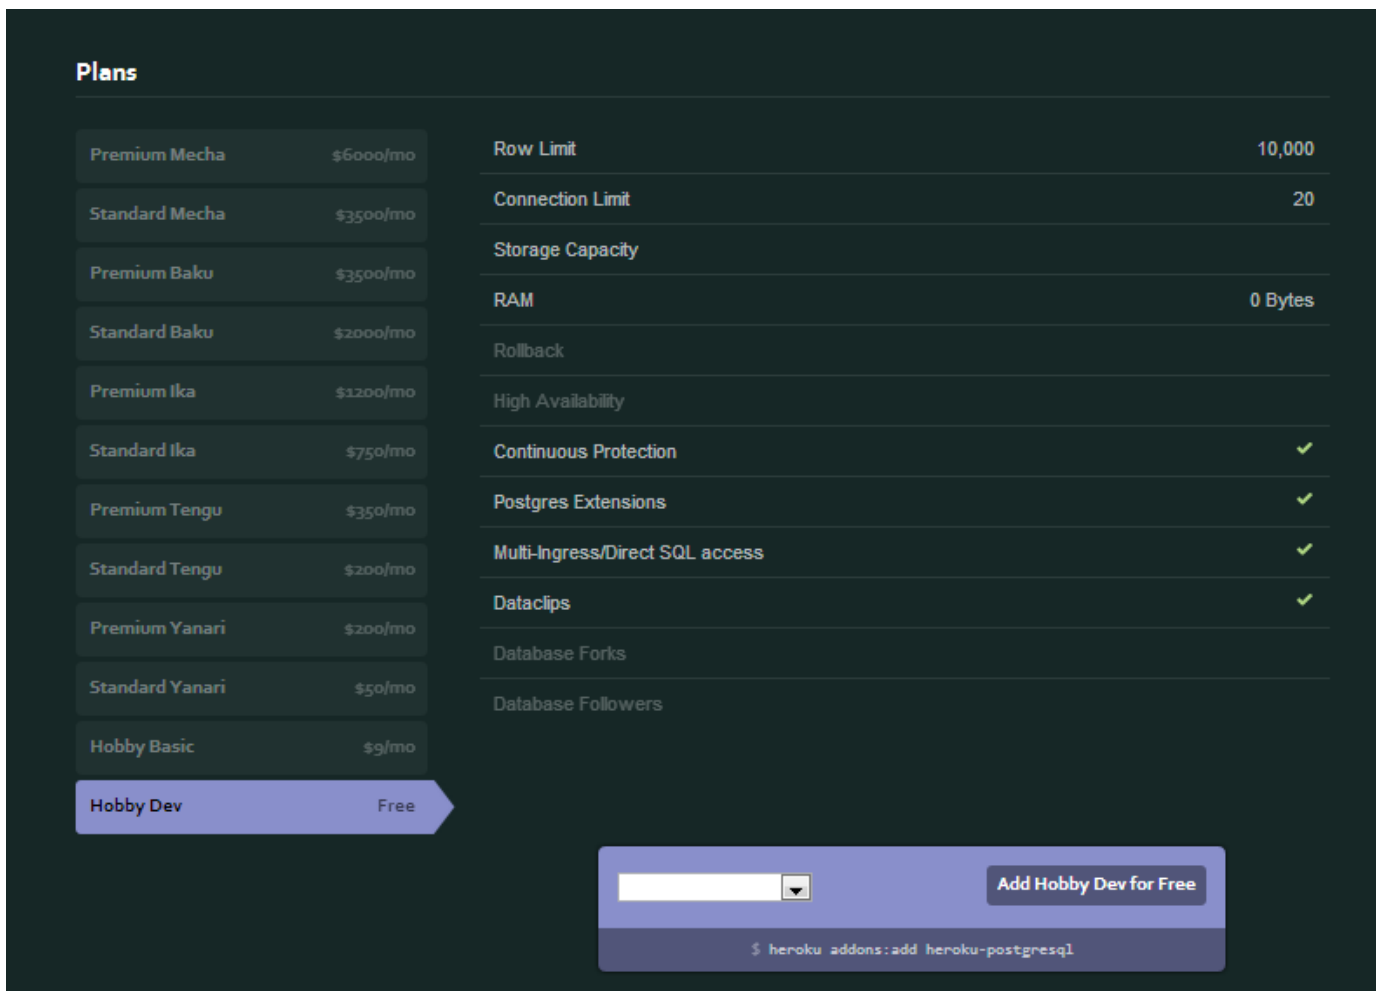 Plans
Premium Mecha $6000/mo
Standard Mecha $3500/mo
Premium Baku $3500/mo
Standard Baku $2000/mo
Premium Ika $1200/mo
Standard Ika $750/mo
Premium Tengu $350/mo
Standard Tengu $200/mo
Premium Yanari $200/mo
Standard Yanari $50/mo
Hobby Basic $9/mo
Hobby Dev Free
Row Limit 10,000
Connection Limit 20
Storage Capacity
RAM 0 Bytes
Rollback
High Availability
Continuous Protection
Postgres Extensions
Multi-Ingress/Direct SQL access
Dataclips
Database Forks
Database Followers
Add Hobby Dev for Free
$ heroku addons:add heroku-postgresql